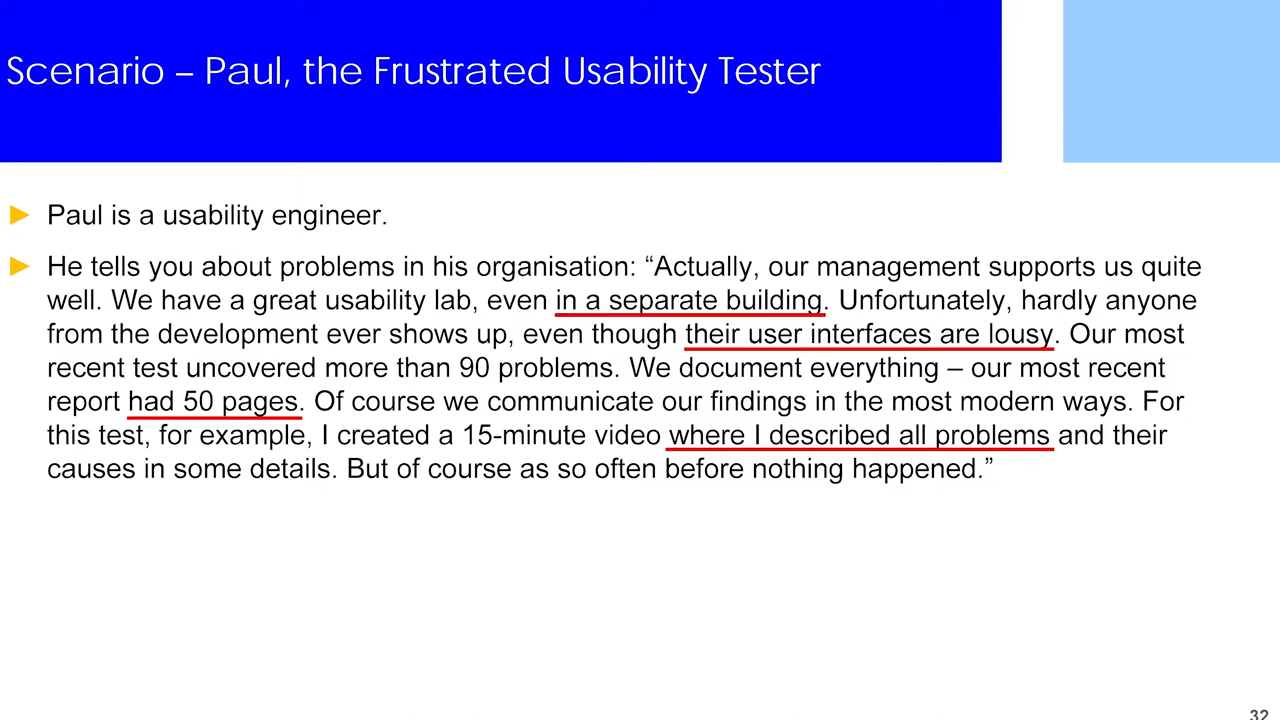 Scenario – Paul, the Frustrated Usability Tester
► Paul is a usability engineer.
► He tells you about problems in his organisation: “Actually, our management supports us quite
well. We have a great usability lab, even in a separate building. Unfortunately, hardly anyone
from the development ever shows up, even though their user interfaces are lousy. Our most
recent test uncovered more than 90 problems. We document everything – our most recent
report had 50 pages. Of course we communicate our findings in the most modern ways. For
this test, for example, I created a 15-minute video where I described all problems and their
causes in some details. But of course as so often before nothing happened.”
32